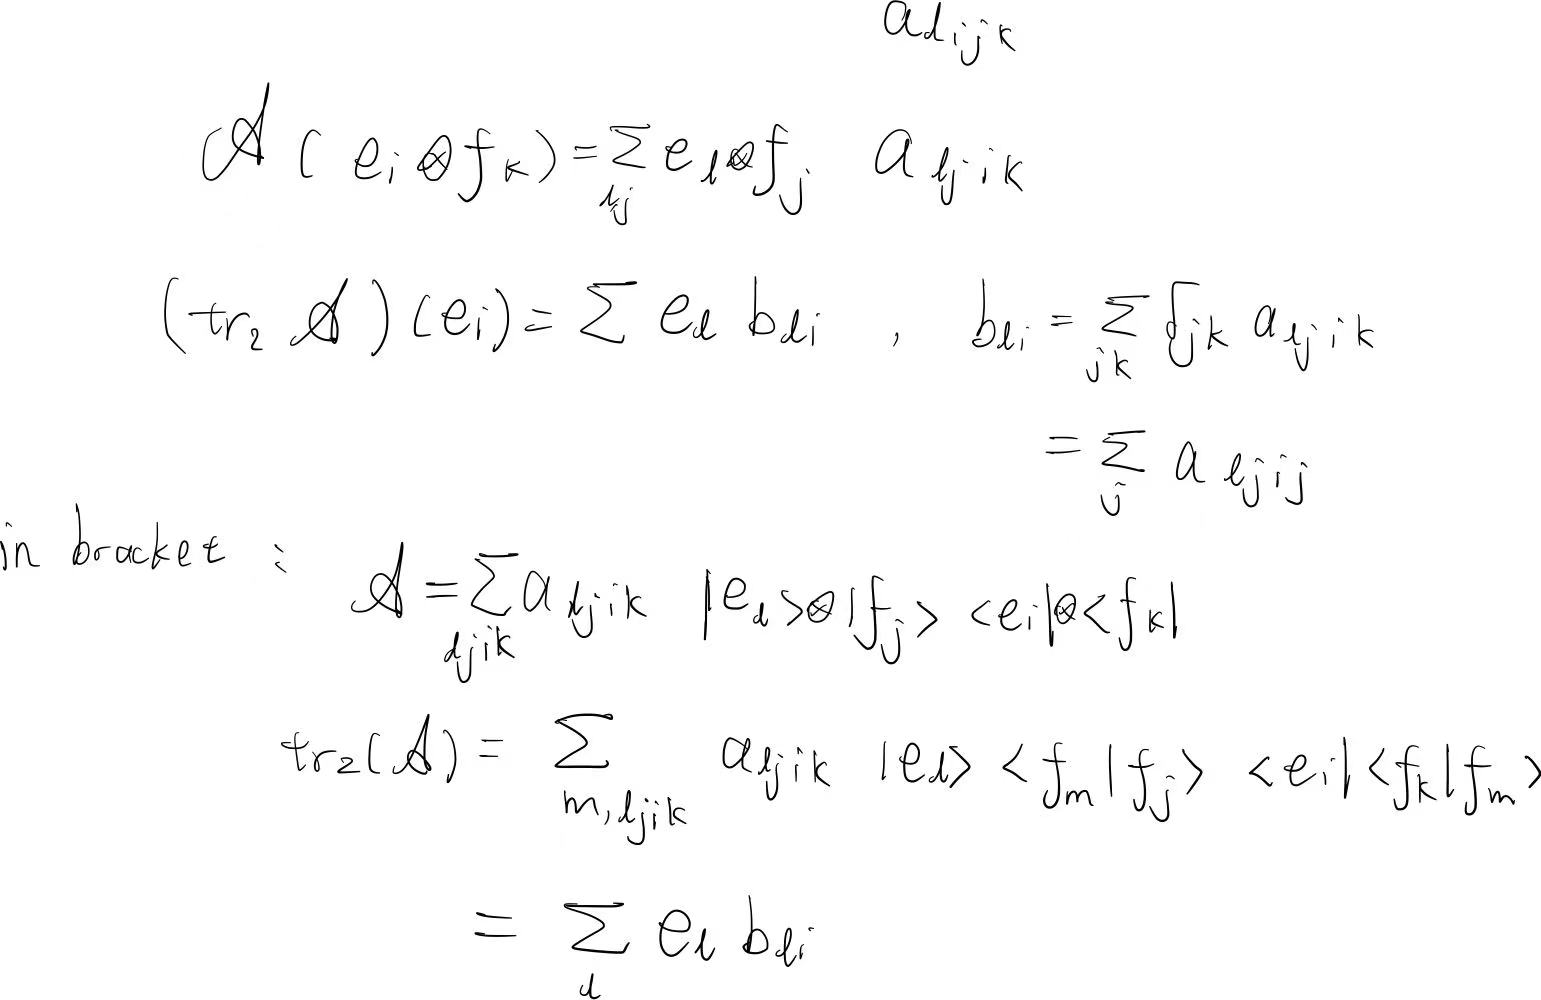 a_{lijk}
A(e_i ⊗ f_k) = Σ_{lj} e_l ⊗ f_j a_{ljik}
(tr_2 A)(e_i) = Σ e_l b_{li} , b_{li} = Σ_{jk} δ_{jk} a_{ljik}
= Σ_j a_{ljij}
in bracket : A = Σ_{ljik} a_{ljik} |e_l> ⊗ |f_j> <e_i| ⊗ <f_k|
tr_2(A) = Σ_{m,ljik} a_{ljik} |e_l> <f_m|f_j> <e_i| <f_k|f_m>
= Σ_l e_l b_{li}